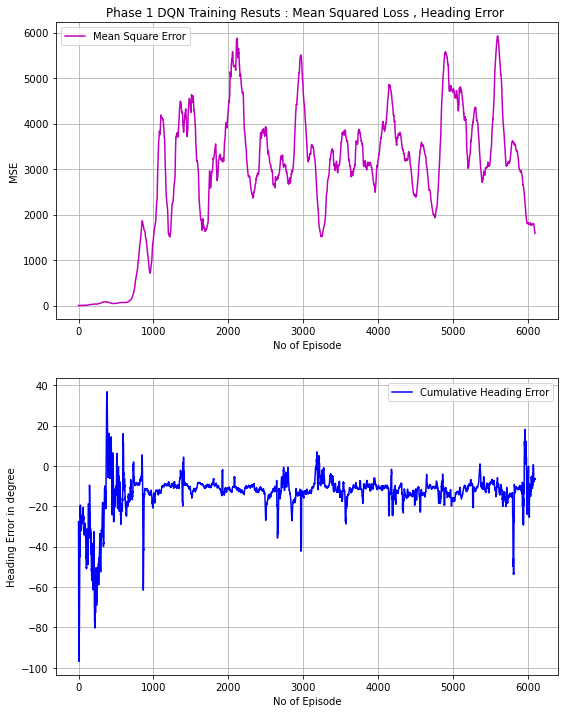 Phase 1 DQN Training Resuts : Mean Squared Loss , Heading Error
Mean Square Error
MSE
6000
5000
4000
3000
2000
1000
0
0 1000 2000 3000 4000 5000 6000
No of Episode
Cumulative Heading Error
Heading Error in degree
40
20
0
−20
−40
−60
−80
−100
0 1000 2000 3000 4000 5000 6000
No of Episode